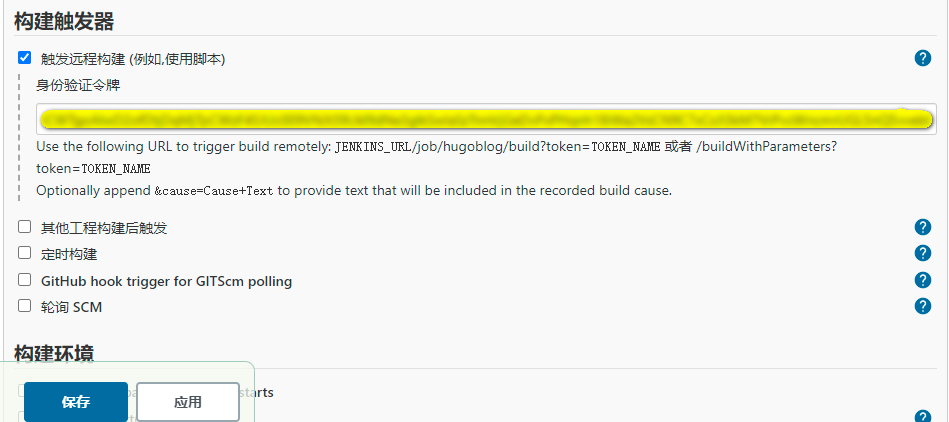 构建触发器
触发远程构建 (例如,使用脚本)
身份验证令牌
Use the following URL to trigger build remotely: JENKINS_URL/job/hugoblog/build?token=TOKEN_NAME 或者 /buildWithParameters?
token=TOKEN_NAME
Optionally append &cause=Cause+Text to provide text that will be included in the recorded build cause.
其他工程构建后触发
定时构建
GitHub hook trigger for GITScm polling
轮询 SCM
构建环境
starts
保存 应用